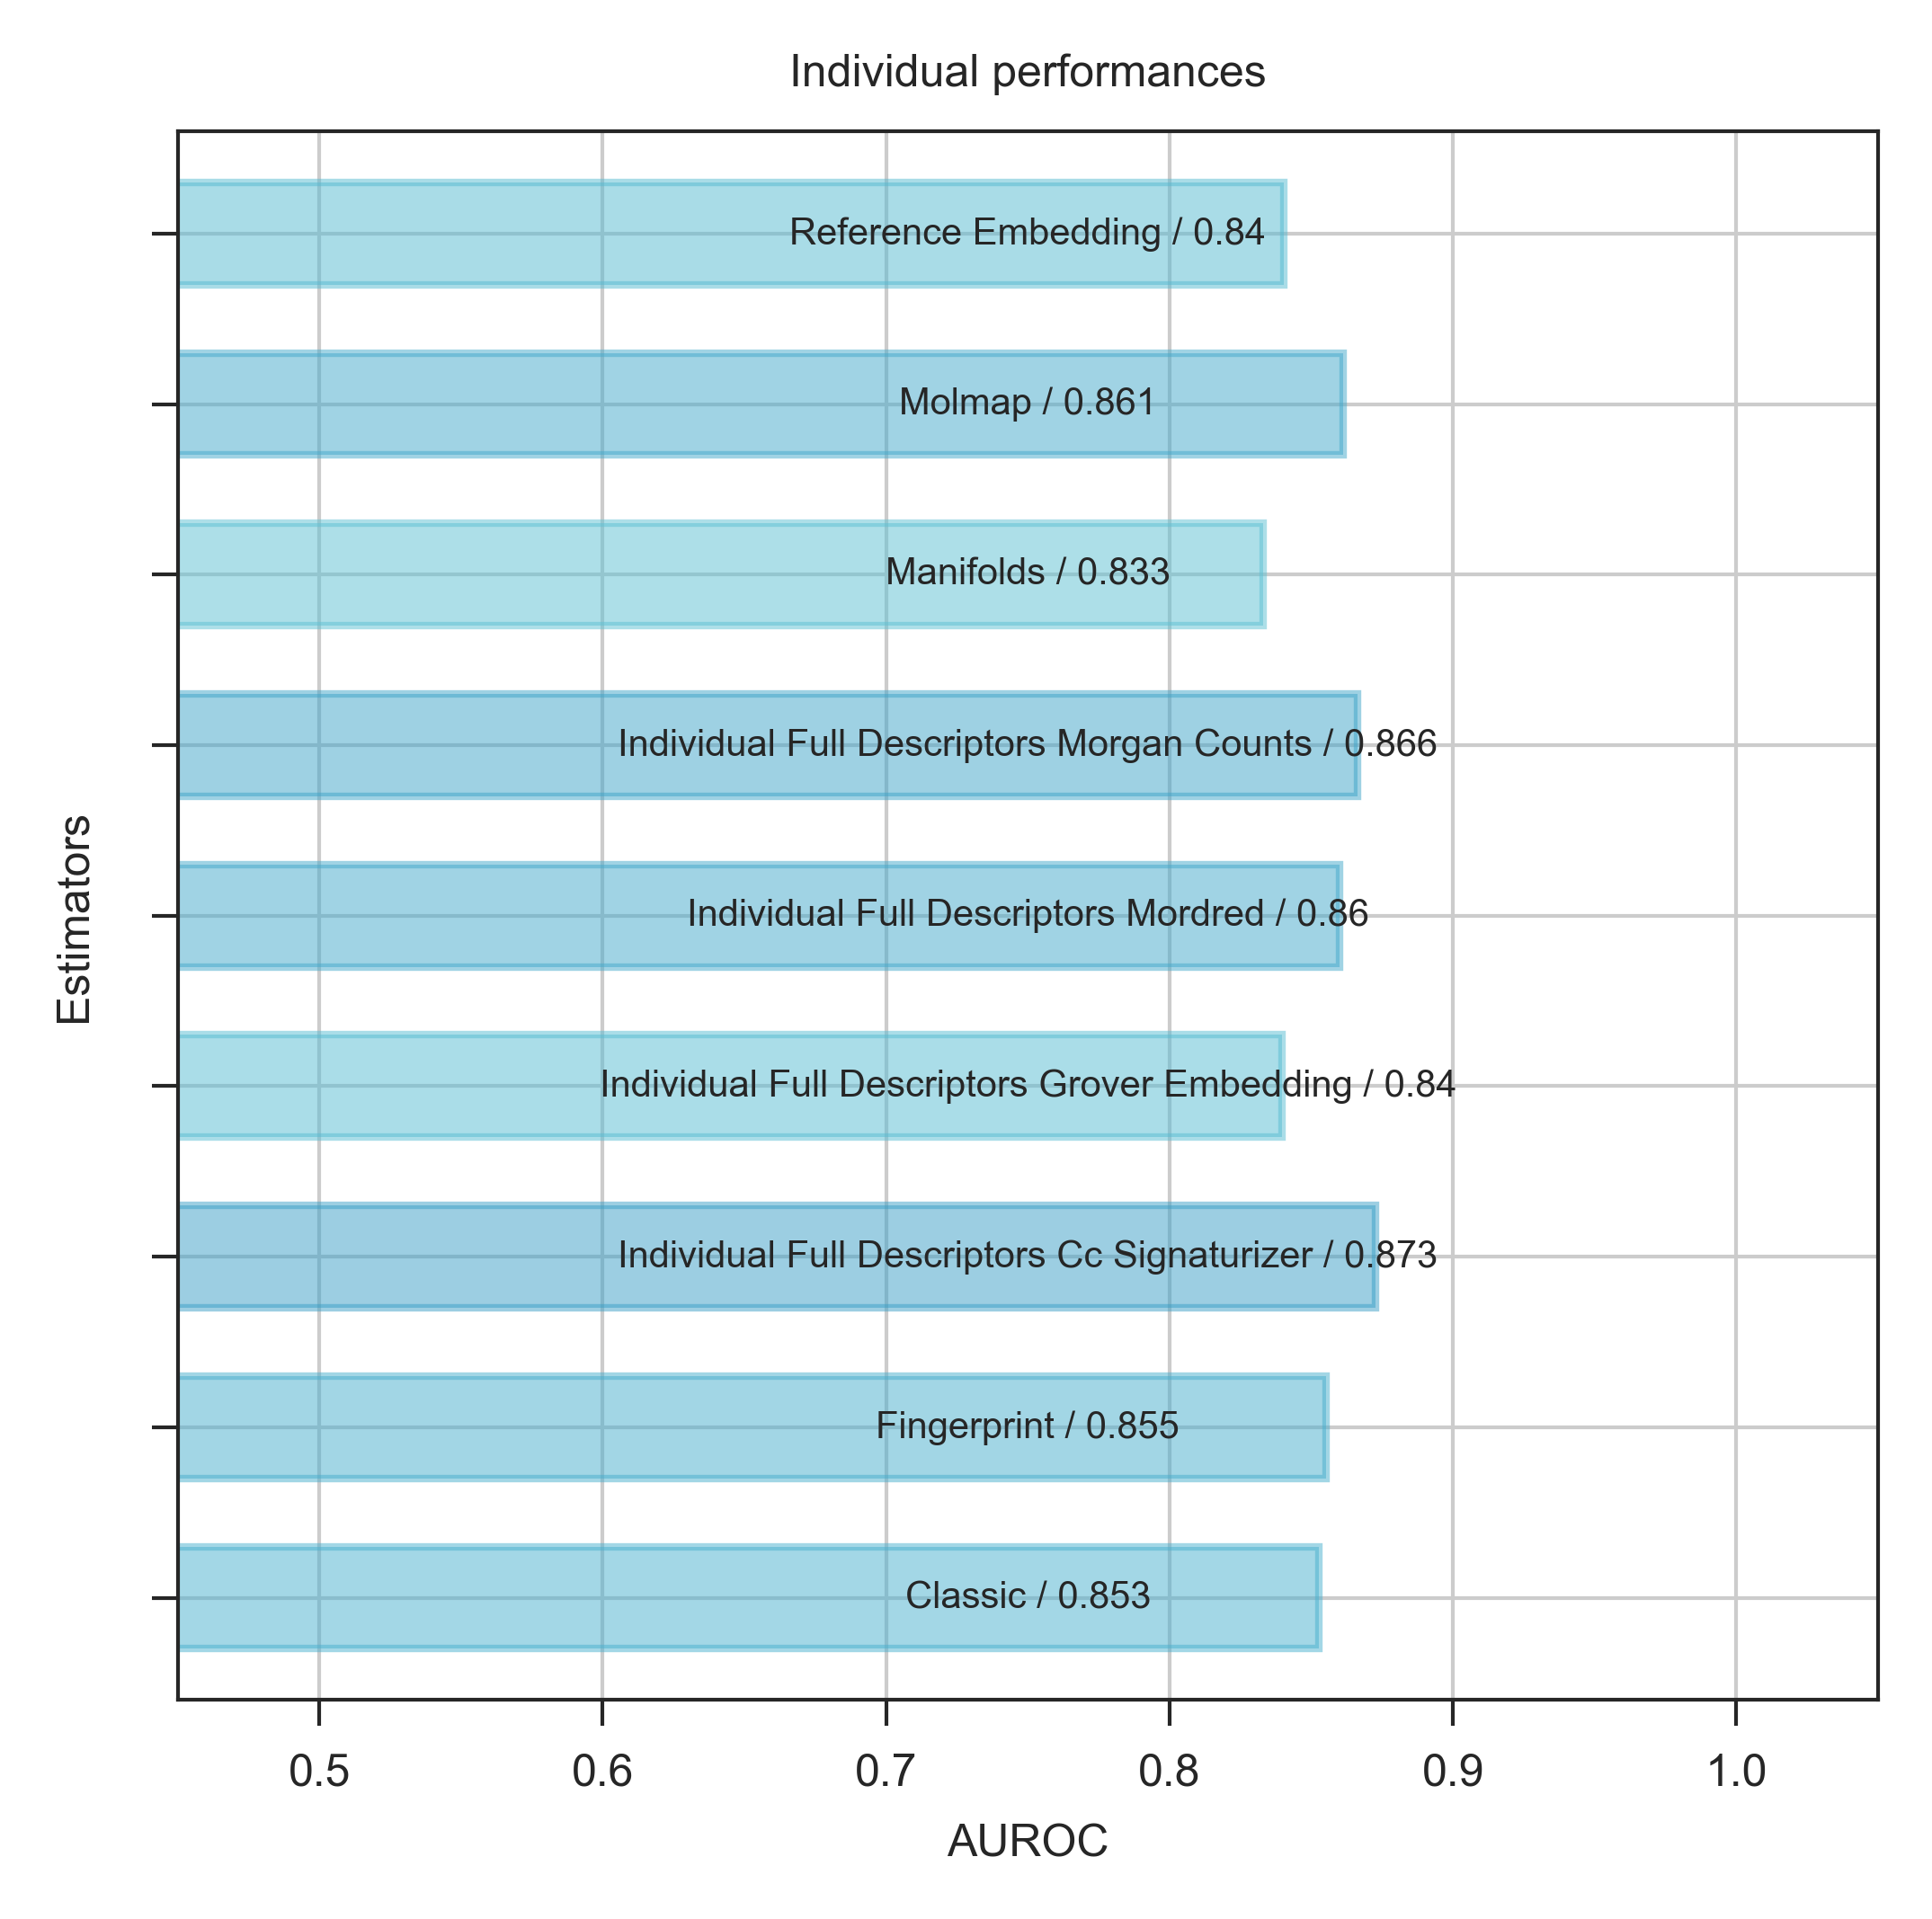 Individual performances
Reference Embedding / 0.84
Molmap / 0.861
Manifolds / 0.833
Individual Full Descriptors Morgan Counts / 0.866
Individual Full Descriptors Mordred / 0.86
Individual Full Descriptors Grover Embedding / 0.84
Individual Full Descriptors Cc Signaturizer / 0.873
Fingerprint / 0.855
Classic / 0.853
Estimators
0.5 0.6 0.7 0.8 0.9 1.0
AUROC